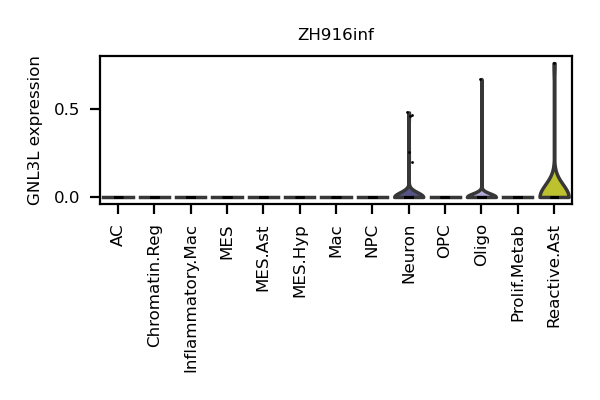 ZH916inf
GNL3L expression
0.5
0.0
AC
Chromatin.Reg
Inflammatory.Mac
MES
MES.Ast
MES.Hyp
Mac
NPC
Neuron
OPC
Oligo
Prolif.Metab
Reactive.Ast